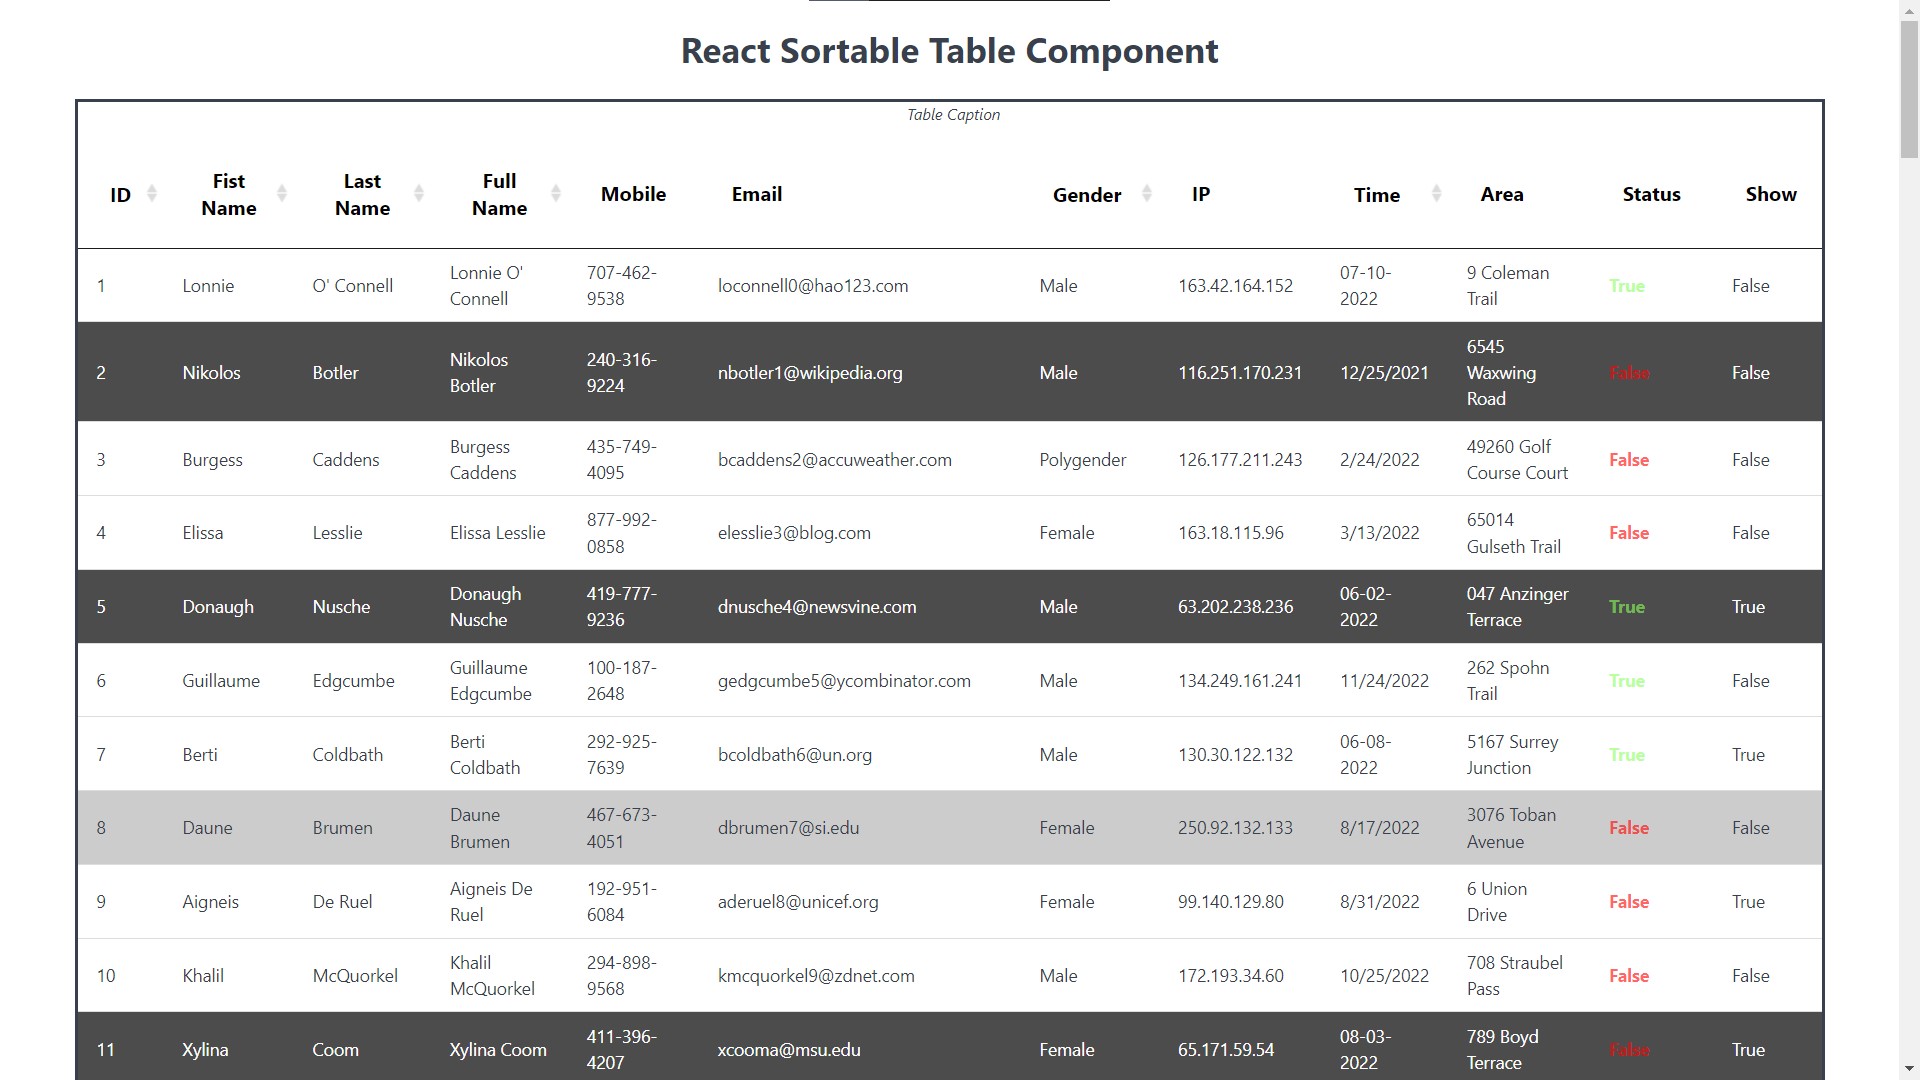 React Sortable Table Component
Table Caption
ID Fist Name Last Name Full Name Mobile Email Gender IP Time Area Status Show
1 Lonnie O' Connell Lonnie O' Connell 707-462-9538 loconnell0@hao123.com Male 163.42.164.152 07-10-2022 9 Coleman Trail True False
2 Nikolos Botler Nikolos Botler 240-316-9224 nbotler1@wikipedia.org Male 116.251.170.231 12/25/2021 6545 Waxwing Road False False
3 Burgess Caddens Burgess Caddens 435-749-4095 bcaddens2@accuweather.com Polygender 126.177.211.243 2/24/2022 49260 Golf Course Court False False
4 Elissa Lesslie Elissa Lesslie 877-992-0858 elesslie3@blog.com Female 163.18.115.96 3/13/2022 65014 Gulseth Trail False False
5 Donaugh Nusche Donaugh Nusche 419-777-9236 dnusche4@newsvine.com Male 63.202.238.236 06-02-2022 047 Anzinger Terrace True True
6 Guillaume Edgcumbe Guillaume Edgcumbe 100-187-2648 gedgcumbe5@ycombinator.com Male 134.249.161.241 11/24/2022 262 Spohn Trail True False
7 Berti Coldbath Berti Coldbath 292-925-7639 bcoldbath6@un.org Male 130.30.122.132 06-08-2022 5167 Surrey Junction True True
8 Daune Brumen Daune Brumen 467-673-4051 dbrumen7@si.edu Female 250.92.132.133 8/17/2022 3076 Toban Avenue False False
9 Aigneis De Ruel Aigneis De Ruel 192-951-6084 aderuel8@unicef.org Female 99.140.129.80 8/31/2022 6 Union Drive False True
10 Khalil McQuorkel Khalil McQuorkel 294-898-9568 kmcquorkel9@zdnet.com Male 172.193.34.60 10/25/2022 708 Straubel Pass False False
11 Xylina Coom Xylina Coom 411-396-4207 xcooma@msu.edu Female 65.171.59.54 08-03-2022 789 Boyd Terrace False True